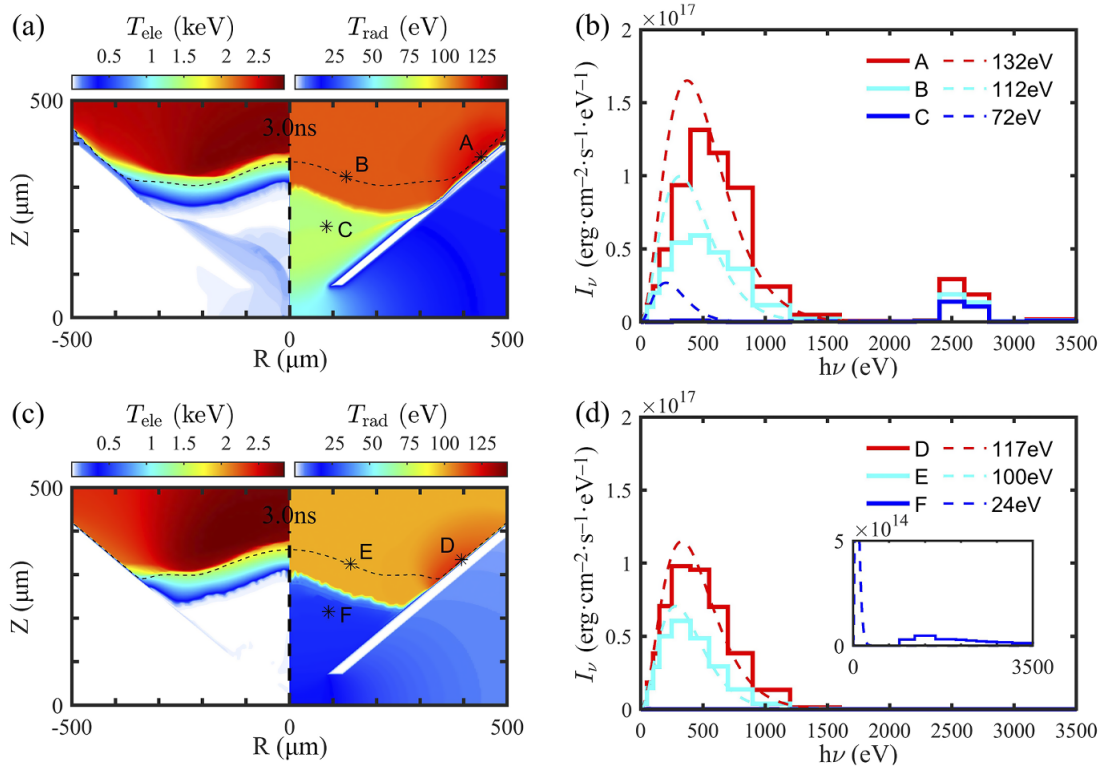 (a)
T_ele (keV)
T_rad (eV)
0.5 1 1.5 2 2.5
25 50 75 100 125
500
3.0ns
A
B
C
Z (μm)
0
-500 0 500
R (μm)
(b)
×10^17
2
1.5
1
0.5
0
I_ν (erg·cm−2·s−1·eV−1)
A 132eV
B 112eV
C 72eV
0 500 1000 1500 2000 2500 3000 3500
hν (eV)
(c)
T_ele (keV)
T_rad (eV)
0.5 1 1.5 2 2.5
25 50 75 100 125
500
3.0ns
D
E
F
Z (μm)
0
-500 0 500
R (μm)
(d)
×10^17
2
1.5
1
0.5
0
I_ν (erg·cm−2·s−1·eV−1)
D 117eV
E 100eV
F 24eV
×10^14
5
0
0 3500
0 500 1000 1500 2000 2500 3000 3500
hν (eV)